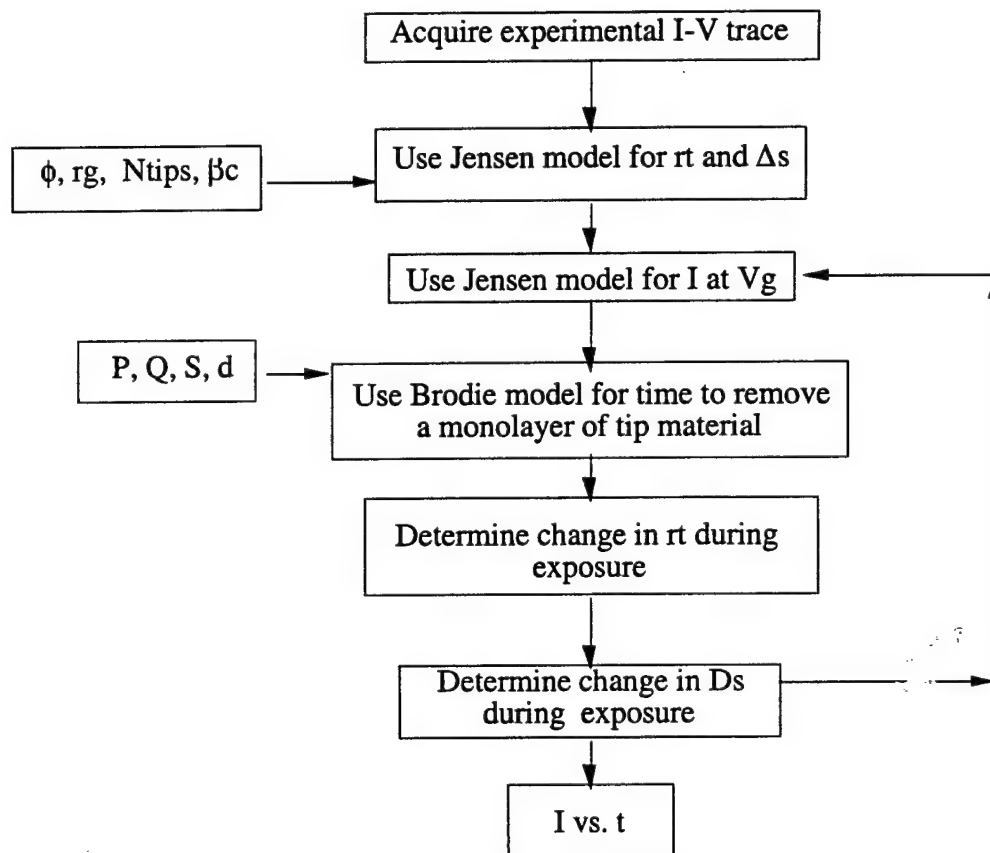 Acquire experimental I-V trace
ϕ, rg, Ntips, βc
Use Jensen model for rt and Δs
Use Jensen model for I at Vg
P, Q, S, d
Use Brodie model for time to remove
a monolayer of tip material
Determine change in rt during
exposure
Determine change in Ds
during exposure
I vs. t